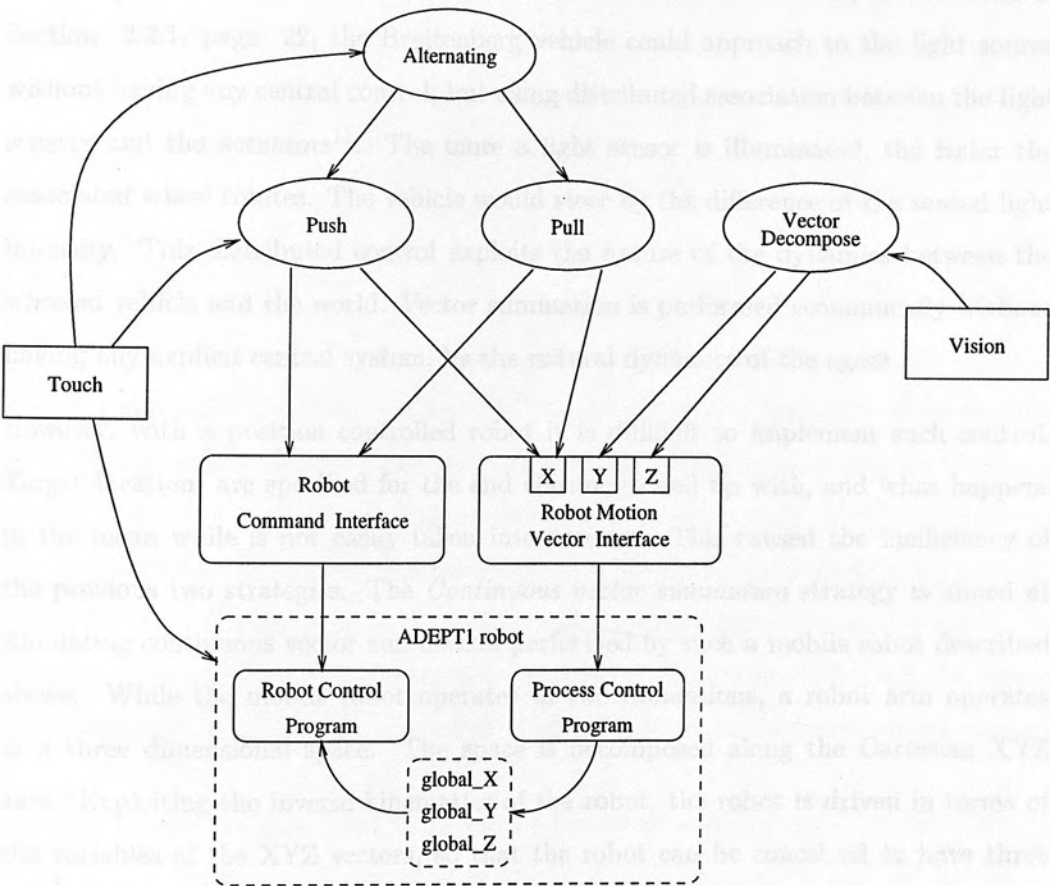 Alternating
Push
Pull
Vector
Decompose
Touch
Vision
Robot
Command Interface
X Y Z
Robot Motion
Vector Interface
ADEPT1 robot
Robot Control
Program
Process Control
Program
global_X
global_Y
global_Z
Section 2.2.1, page 22, the Breitenberg vehicle could approach to the light source
without having any central control, but using distributed association between the light
sensors and the actuators. The more a light sensor is illuminated, the faster the
associated wheel rotates. The vehicle would steer by the difference of the sensed light
intensity. This distributed control exploits the nature of the dynamics between the
wheeled vehicle and the world. Vector summation is performed economically without
having any explicit central system, by the natural dynamics of the agent.
However, with a position controlled robot it is difficult to implement such control.
Target locations are specified for the end to up with, and what happens
in the mean while is not easily taken into This caused the inefficiency of
the previous two strategies. The Continuous vector summation strategy is aimed at
simulating continuous vector summation performed by such a mobile robot described
above. While the mobile robot operates in two dimensions, a robot arm operates
in a three dimensional space. The space is decomposed along the Cartesian XYZ
axes. Exploiting the inverse kinematics of the robot, the robot is driven in terms of
the variables of the XYZ vectors, so that the robot can be considered to have three